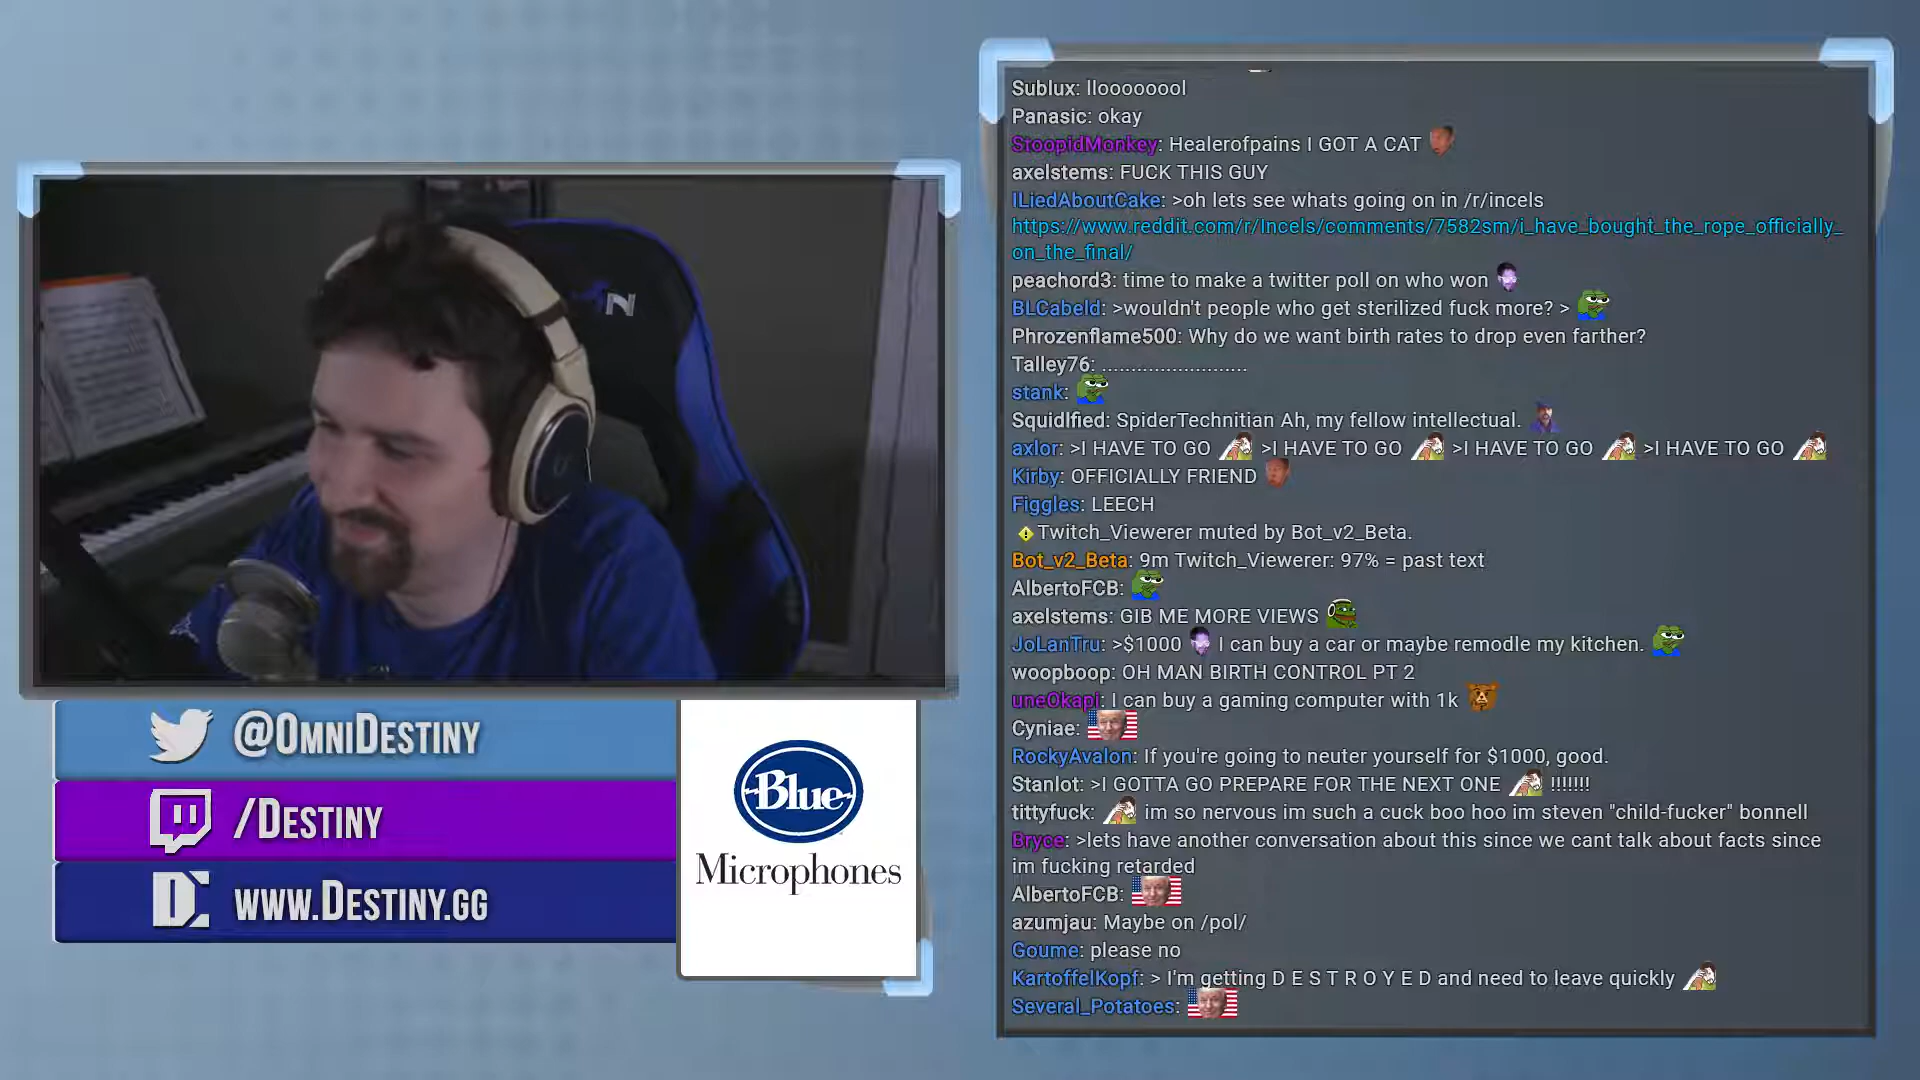 N
@OmniDestiny
/Destiny
www.Destiny.gg
Blue
Microphones
Sublux: lloooooool
Panasic: okay
StoopidMonkey: Healerofpains I GOT A CAT
axelstems: FUCK THIS GUY
ILiedAboutCake: >oh lets see whats going on in /r/incels
https://www.reddit.com/r/Incels/comments/7582sm/i_have_bought_the_rope_officially_
on_the_final/
peachord3: time to make a twitter poll on who won
BLCabeld: >wouldn't people who get sterilized fuck more? >
Phrozenflame500: Why do we want birth rates to drop even farther?
Talley76: .........................
stank:
Squidlfied: SpiderTechnitian Ah, my fellow intellectual.
axlor: >I HAVE TO GO >I HAVE TO GO >I HAVE TO GO >I HAVE TO GO
Kirby: OFFICIALLY FRIEND
Figgles: LEECH
Twitch_Viewerer muted by Bot_v2_Beta.
Bot_v2_Beta: 9m Twitch_Viewerer: 97% = past text
AlbertoFCB:
axelstems: GIB ME MORE VIEWS
JoLanTru: >$1000 I can buy a car or maybe remodle my kitchen.
woopboop: OH MAN BIRTH CONTROL PT 2
uneOkapi: I can buy a gaming computer with 1k
Cyniae:
RockyAvalon: If you're going to neuter yourself for $1000, good.
Stanlot: >I GOTTA GO PREPARE FOR THE NEXT ONE !!!!!!!
tittyfuck: im so nervous im such a cuck boo hoo im steven "child-fucker" bonnell
Bryce: >lets have another conversation about this since we cant talk about facts since
im fucking retarded
AlbertoFCB:
azumjau: Maybe on /pol/
Goume: please no
KartoffelKopf: > I'm getting D E S T R O Y E D and need to leave quickly
Several_Potatoes: